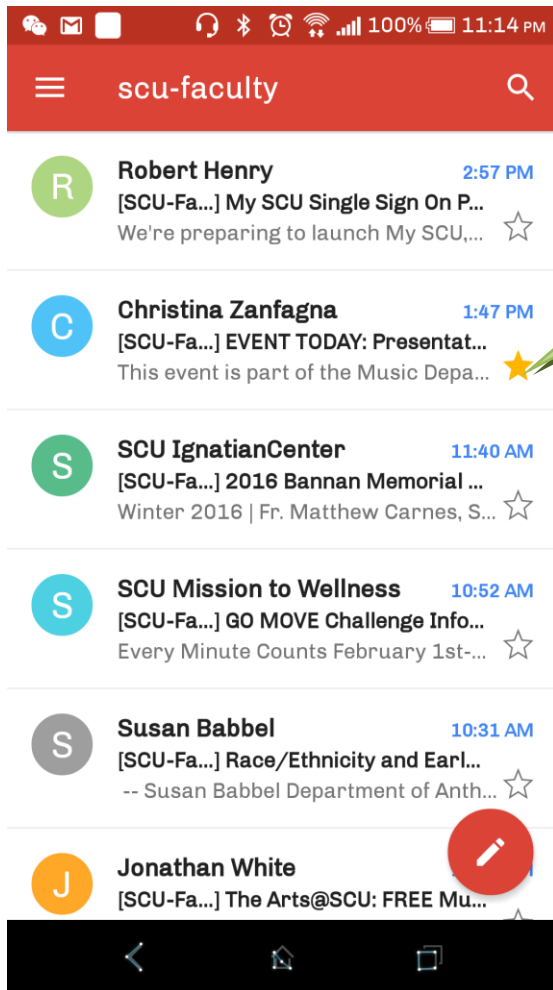 100% 11:14 PM
scu-faculty
R
Robert Henry 2:57 PM
[SCU-Fa...] My SCU Single Sign On P...
We're preparing to launch My SCU,...
C
Christina Zanfagna 1:47 PM
[SCU-Fa...] EVENT TODAY: Presentat...
This event is part of the Music Depa...
S
SCU IgnatianCenter 11:40 AM
[SCU-Fa...] 2016 Bannan Memorial ...
Winter 2016 | Fr. Matthew Carnes, S...
S
SCU Mission to Wellness 10:52 AM
[SCU-Fa...] GO MOVE Challenge Info...
Every Minute Counts February 1st-...
S
Susan Babbel 10:31 AM
[SCU-Fa...] Race/Ethnicity and Earl...
-- Susan Babbel Department of Anth...
J
Jonathan White
[SCU-Fa...] The Arts@SCU: FREE Mu...